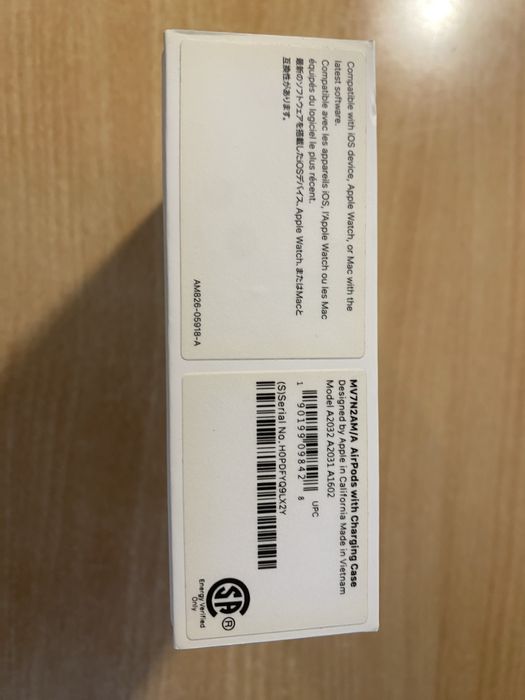 Compatible with iOS device, Apple Watch, or Mac with the
latest software.
Compatible avec les appareils iOS, l'Apple Watch ou les Mac
équipés du logiciel le plus récent.
最新のソフトウェアを搭載したiOSデバイス、Apple Watch、またはMacと
互換性があります。
AM826-05918-A
MV7N2AM/A AirPods with Charging Case
Designed by Apple in California Made in Vietnam
Model A2032 A2031 A1602
UPC
1 90199 09842 8
(S)Serial No. H0PDFYQ9LX2Y
SA ®
Energy Verified
Only